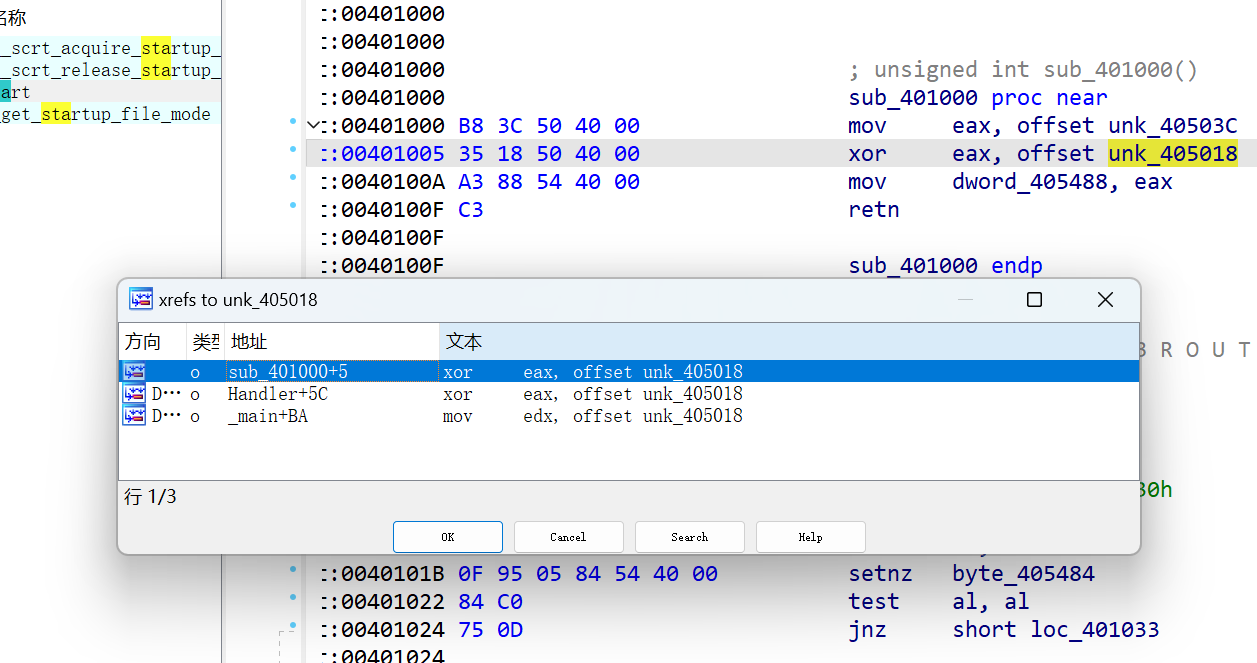 名称
_scrt_acquire_startup_
_scrt_release_startup_
art
get_startup_file_mode
:00401000
:00401000
:00401000 ; unsigned int sub_401000()
:00401000 sub_401000 proc near
:00401000 B8 3C 50 40 00 mov eax, offset unk_40503C
:00401005 35 18 50 40 00 xor eax, offset unk_405018
:0040100A A3 88 54 40 00 mov dword_405488, eax
:0040100F C3 retn
:0040100F
:0040100F sub_401000 endp
xrefs to unk_405018
方向 类型 地址 文本
o sub_401000+5 xor eax, offset unk_405018
D… o Handler+5C xor eax, offset unk_405018
D… o _main+BA mov edx, offset unk_405018
行 1/3
OK Cancel Search Help
B R O U T
30h
:0040101B 0F 95 05 84 54 40 00 setnz byte_405484
:00401022 84 C0 test al, al
:00401024 75 0D jnz short loc_401033
:00401024